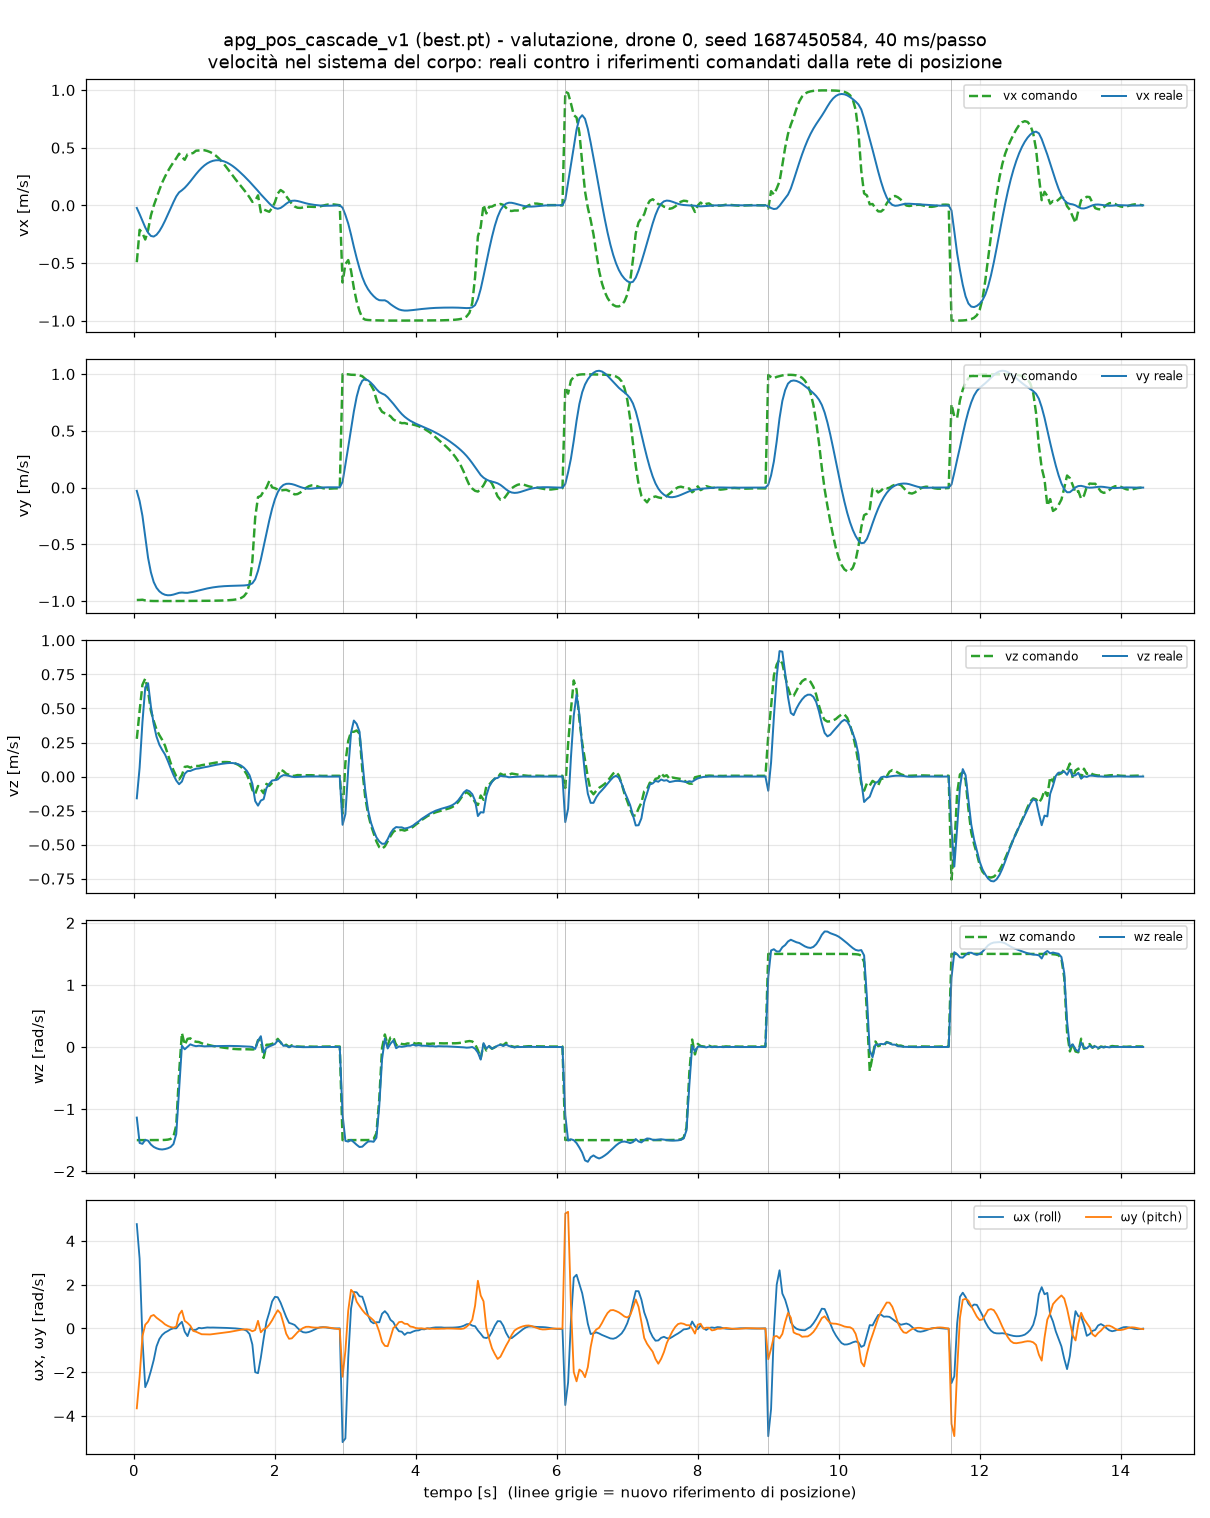 apg_pos_cascade_v1 (best.pt) - valutazione, drone 0, seed 1687450584, 40 ms/passo
velocità nel sistema del corpo: reali contro i riferimenti comandati dalla rete di posizione
vx [m/s]
1.0
0.5
0.0
−0.5
−1.0
vx comando vx reale
vy [m/s]
1.0
0.5
0.0
−0.5
−1.0
vy comando vy reale
vz [m/s]
1.00
0.75
0.50
0.25
0.00
−0.25
−0.50
−0.75
vz comando vz reale
wz [rad/s]
2
1
0
−1
−2
wz comando wz reale
ωx, ωy [rad/s]
4
2
0
−2
−4
ωx (roll) ωy (pitch)
0 2 4 6 8 10 12 14
tempo [s] (linee grigie = nuovo riferimento di posizione)